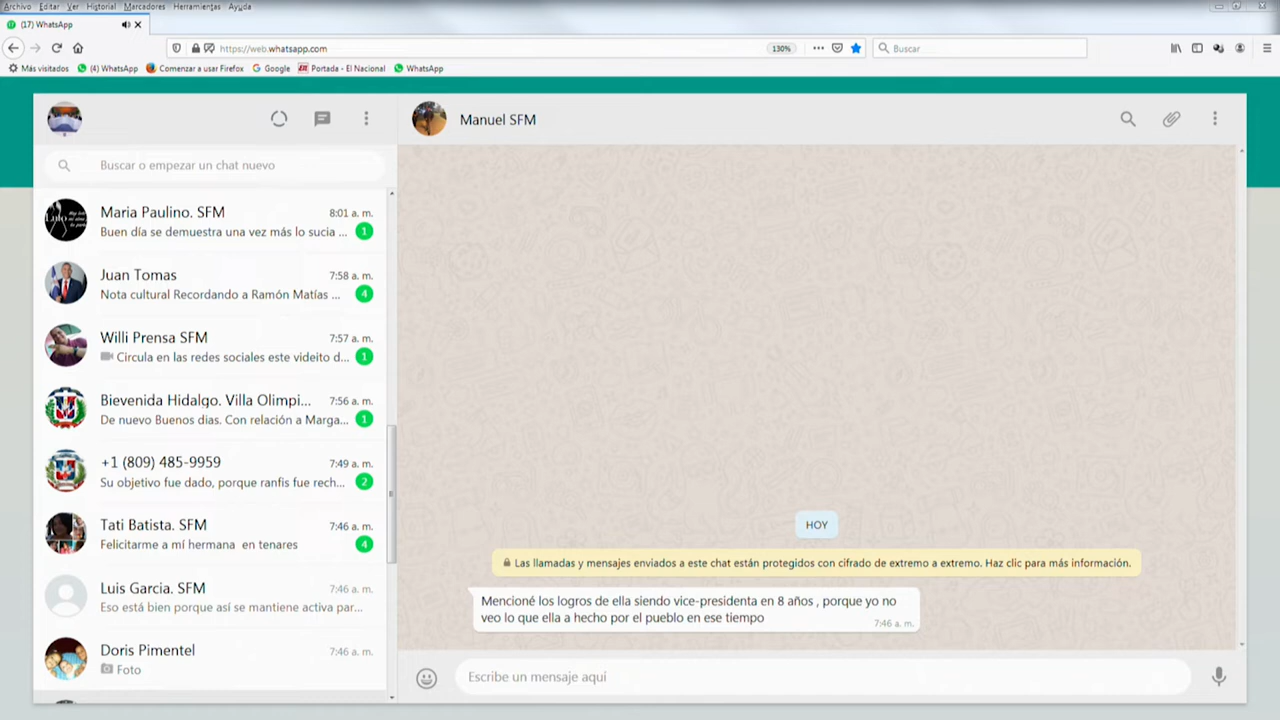 Archivo Editar Ver Historial Marcadores Herramientas Ayuda
(17) WhatsApp
https://web.whatsapp.com
130%
Buscar
Más visitados (4) WhatsApp Comenzar a usar Firefox Google Portada - El Nacional WhatsApp
Buscar o empezar un chat nuevo
Maria Paulino. SFM 8:01 a. m.
Buen día se demuestra una vez más lo sucia ... 1
Juan Tomas 7:58 a. m.
Nota cultural Recordando a Ramón Matías ... 4
Willi Prensa SFM 7:57 a. m.
Circula en las redes sociales este videito d... 1
Bievenida Hidalgo. Villa Olimpi... 7:56 a. m.
De nuevo Buenos dias. Con relación a Marga... 1
+1 (809) 485-9959 7:49 a. m.
Su objetivo fue dado, porque ranfis fue rech... 2
Tati Batista. SFM 7:46 a. m.
Felicitarme a mí hermana en tenares 4
Luis Garcia. SFM 7:46 a. m.
Eso está bien porque así se mantiene activa par...
Doris Pimentel 7:46 a. m.
Foto
Manuel SFM
HOY
Las llamadas y mensajes enviados a este chat están protegidos con cifrado de extremo a extremo. Haz clic para más información.
Mencioné los logros de ella siendo vice-presidenta en 8 años , porque yo no
veo lo que ella a hecho por el pueblo en ese tiempo
7:46 a. m.
Escribe un mensaje aquí